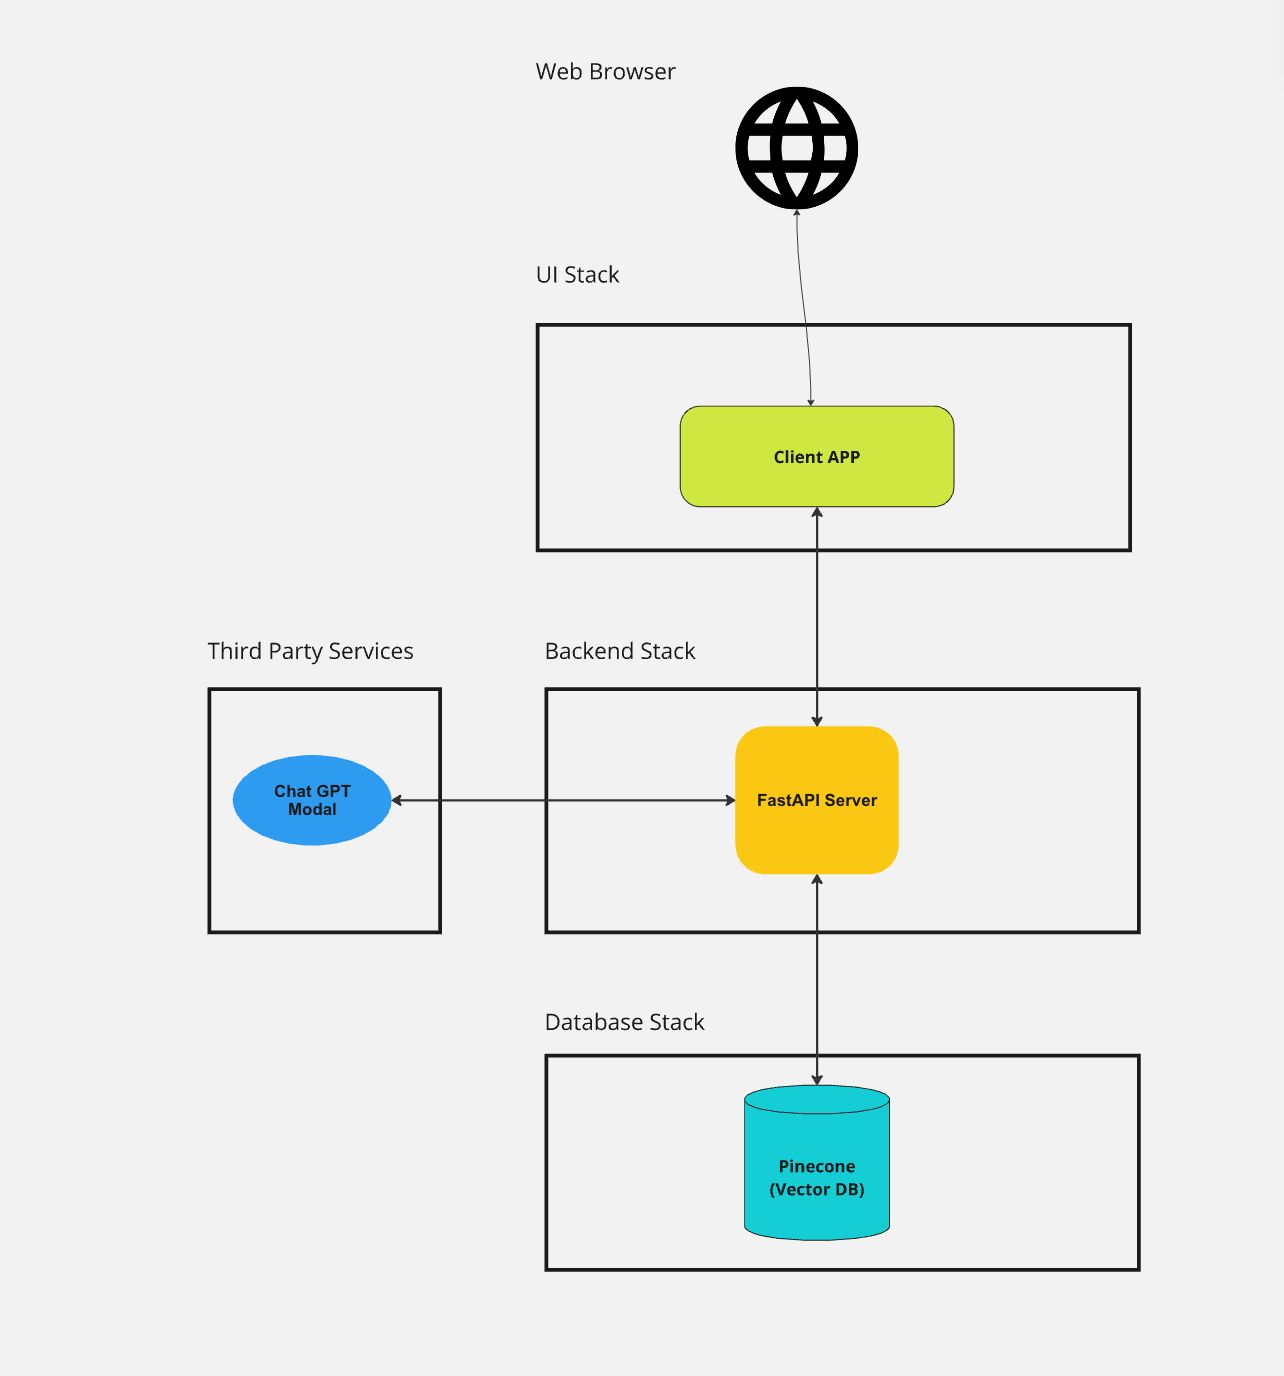 Web Browser
UI Stack
Client APP
Third Party Services
Backend Stack
Chat GPT
Modal
FastAPI Server
Database Stack
Pinecone
(Vector DB)